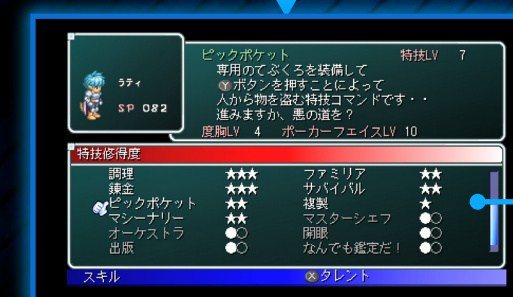 ピックポケット 特技LV 7
専用のてぶくろを装備して
Ⓨボタンを押すことによって
人から物を盗む特技コマンドです・・
進みますか、悪の道を？
度胸LV 4 ポーカーフェイスLV 10
ラティ
SP 082
特技修得度
調理 ★★★ ファミリア ★★
錬金 ★★★ サバイバル ★★
ピックポケット ★★ 複製 ★
マシーナリー ★★ マスターシェフ ●○
オーケストラ ●○ 開眼 ●○
出版 ●○ なんでも鑑定だ！ ●○
スキル Ⓧタレント